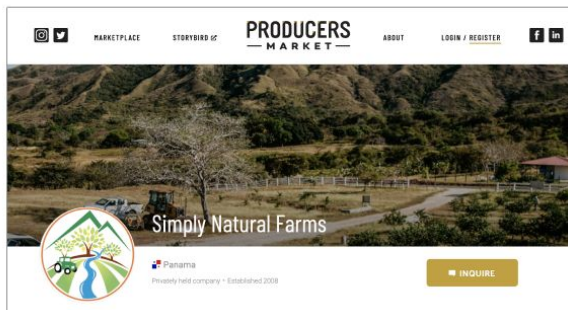 MARKETPLACE
STORYBIRD
PRODUCERS
MARKET
ABOUT
LOGIN / REGISTER
Simply Natural Farms
Panama
Privately held company • Established 2008
INQUIRE